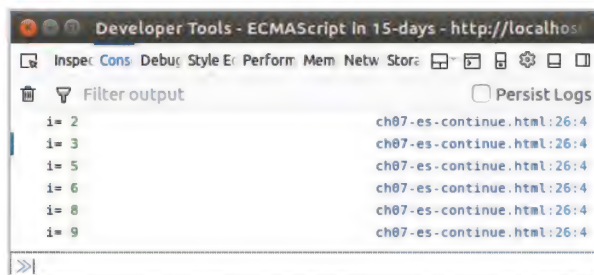 Developer Tools - ECMAScript in 15-days - http://localhos
Inspec Cons Debug Style E Perform Mem Netw Stora
Filter output Persist Logs
i= 2 ch07-es-continue.html:26:4
i= 3 ch07-es-continue.html:26:4
i= 5 ch07-es-continue.html:26:4
i= 6 ch07-es-continue.html:26:4
i= 8 ch07-es-continue.html:26:4
i= 9 ch07-es-continue.html:26:4
≫